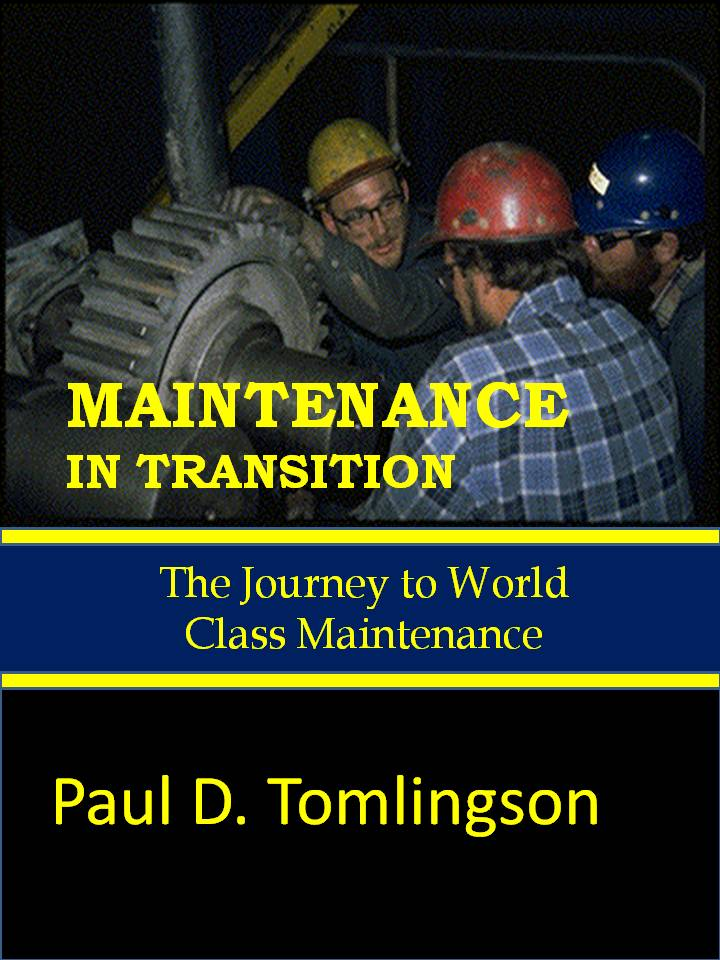 MAINTENANCE
IN TRANSITION
The Journey to World
Class Maintenance
Paul D. Tomlingson